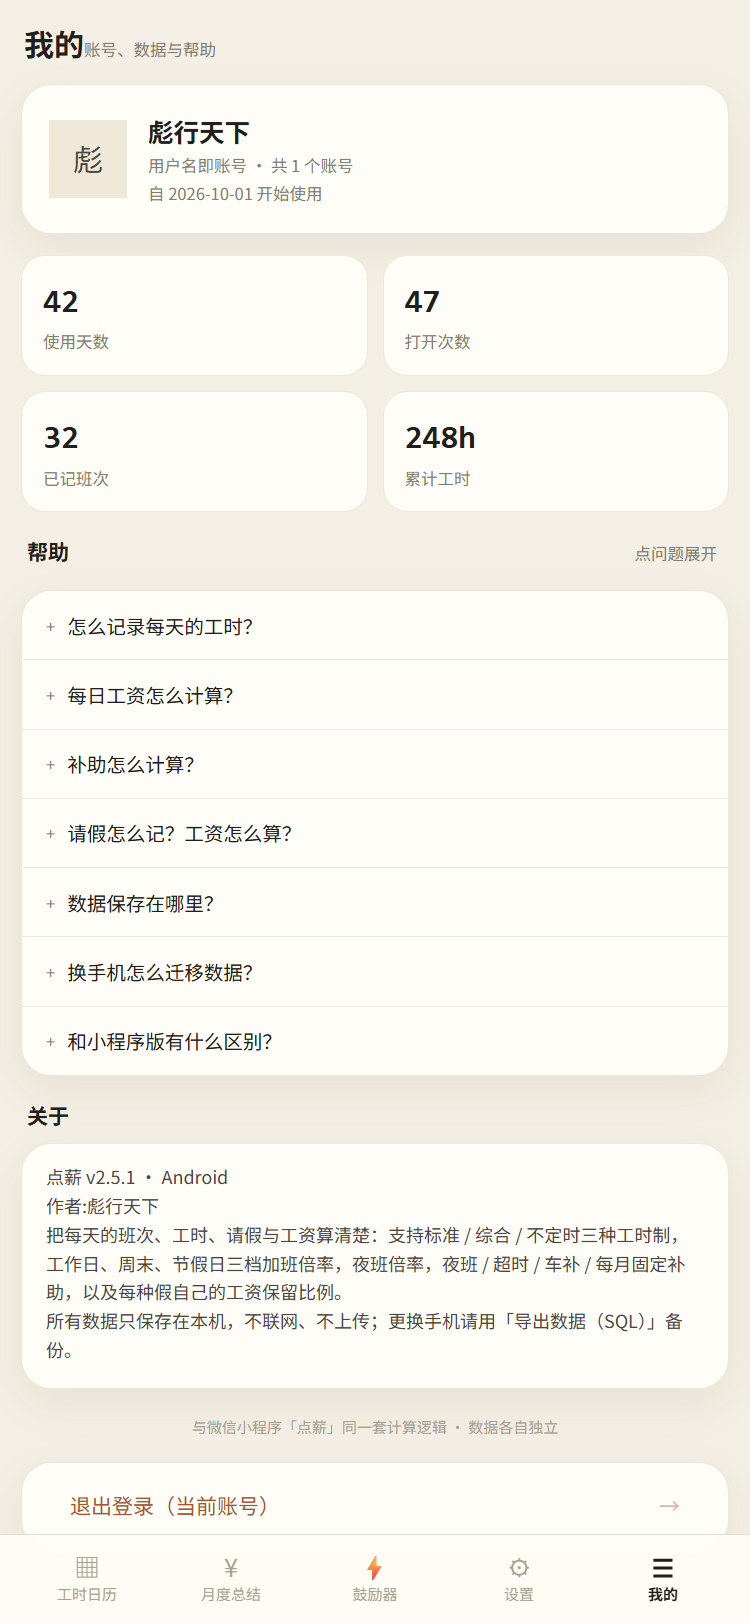 我的账号、数据与帮助
彪
彪行天下
用户名即账号 · 共 1 个账号
自 2026-10-01 开始使用
42
使用天数
47
打开次数
32
已记班次
248h
累计工时
帮助
点问题展开
+ 怎么记录每天的工时？
+ 每日工资怎么计算？
+ 补助怎么计算？
+ 请假怎么记？工资怎么算？
+ 数据保存在哪里？
+ 换手机怎么迁移数据？
+ 和小程序版有什么区别？
关于
点薪 v2.5.1 · Android
作者:彪行天下
把每天的班次、工时、请假与工资算清楚：支持标准 / 综合 / 不定时三种工时制，
工作日、周末、节假日三档加班倍率，夜班倍率，夜班 / 超时 / 车补 / 每月固定补
助，以及每种假自己的工资保留比例。
所有数据只保存在本机，不联网、不上传；更换手机请用「导出数据（SQL）」备
份。
与微信小程序「点薪」同一套计算逻辑 · 数据各自独立
退出登录（当前账号） →
工时日历
¥
月度总结
鼓励器
设置
我的